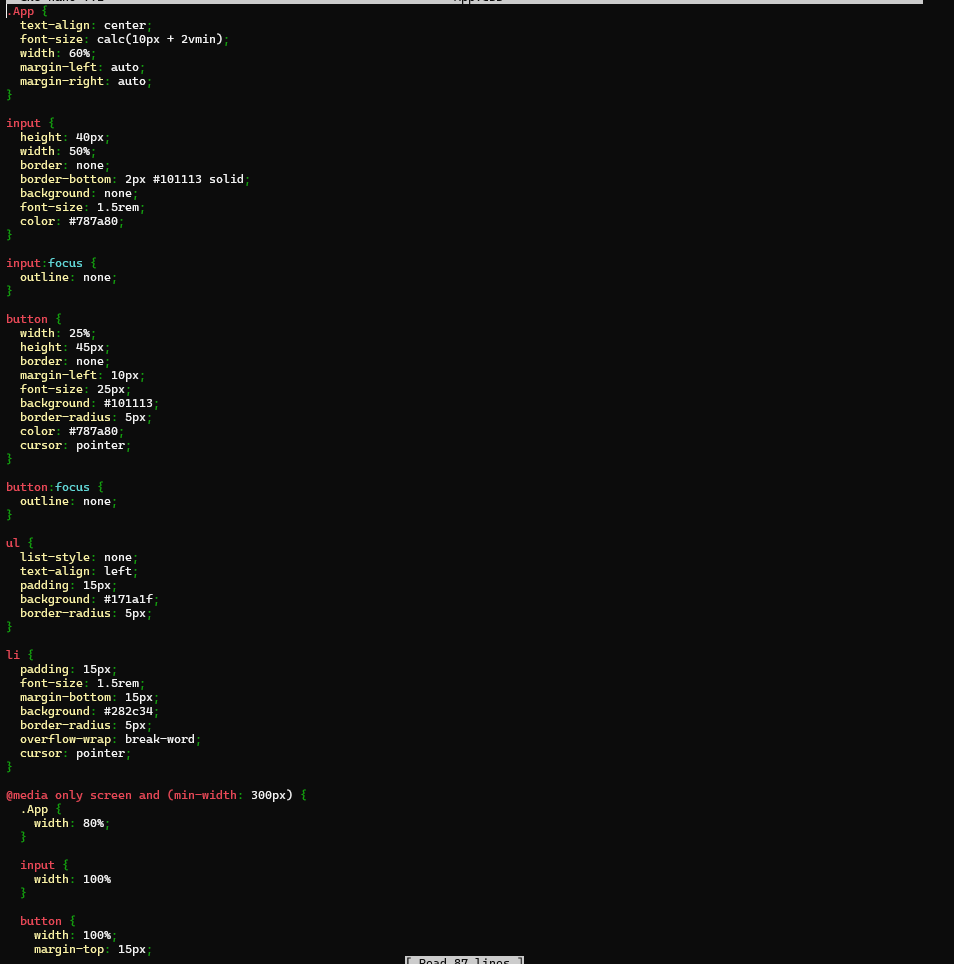 .App {
  text-align: center;
  font-size: calc(10px + 2vmin);
  width: 60%;
  margin-left: auto;
  margin-right: auto;
}

input {
  height: 40px;
  width: 50%;
  border: none;
  border-bottom: 2px #101113 solid;
  background: none;
  font-size: 1.5rem;
  color: #787a80;
}

input:focus {
  outline: none;
}

button {
  width: 25%;
  height: 45px;
  border: none;
  margin-left: 10px;
  font-size: 25px;
  background: #101113;
  border-radius: 5px;
  color: #787a80;
  cursor: pointer;
}

button:focus {
  outline: none;
}

ul {
  list-style: none;
  text-align: left;
  padding: 15px;
  background: #171a1f;
  border-radius: 5px;
}

li {
  padding: 15px;
  font-size: 1.5rem;
  margin-bottom: 15px;
  background: #282c34;
  border-radius: 5px;
  overflow-wrap: break-word;
  cursor: pointer;
}

@media only screen and (min-width: 300px) {
  .App {
    width: 80%;
  }

  input {
    width: 100%
  }

  button {
    width: 100%;
    margin-top: 15px;
[ Read 87 lines ]